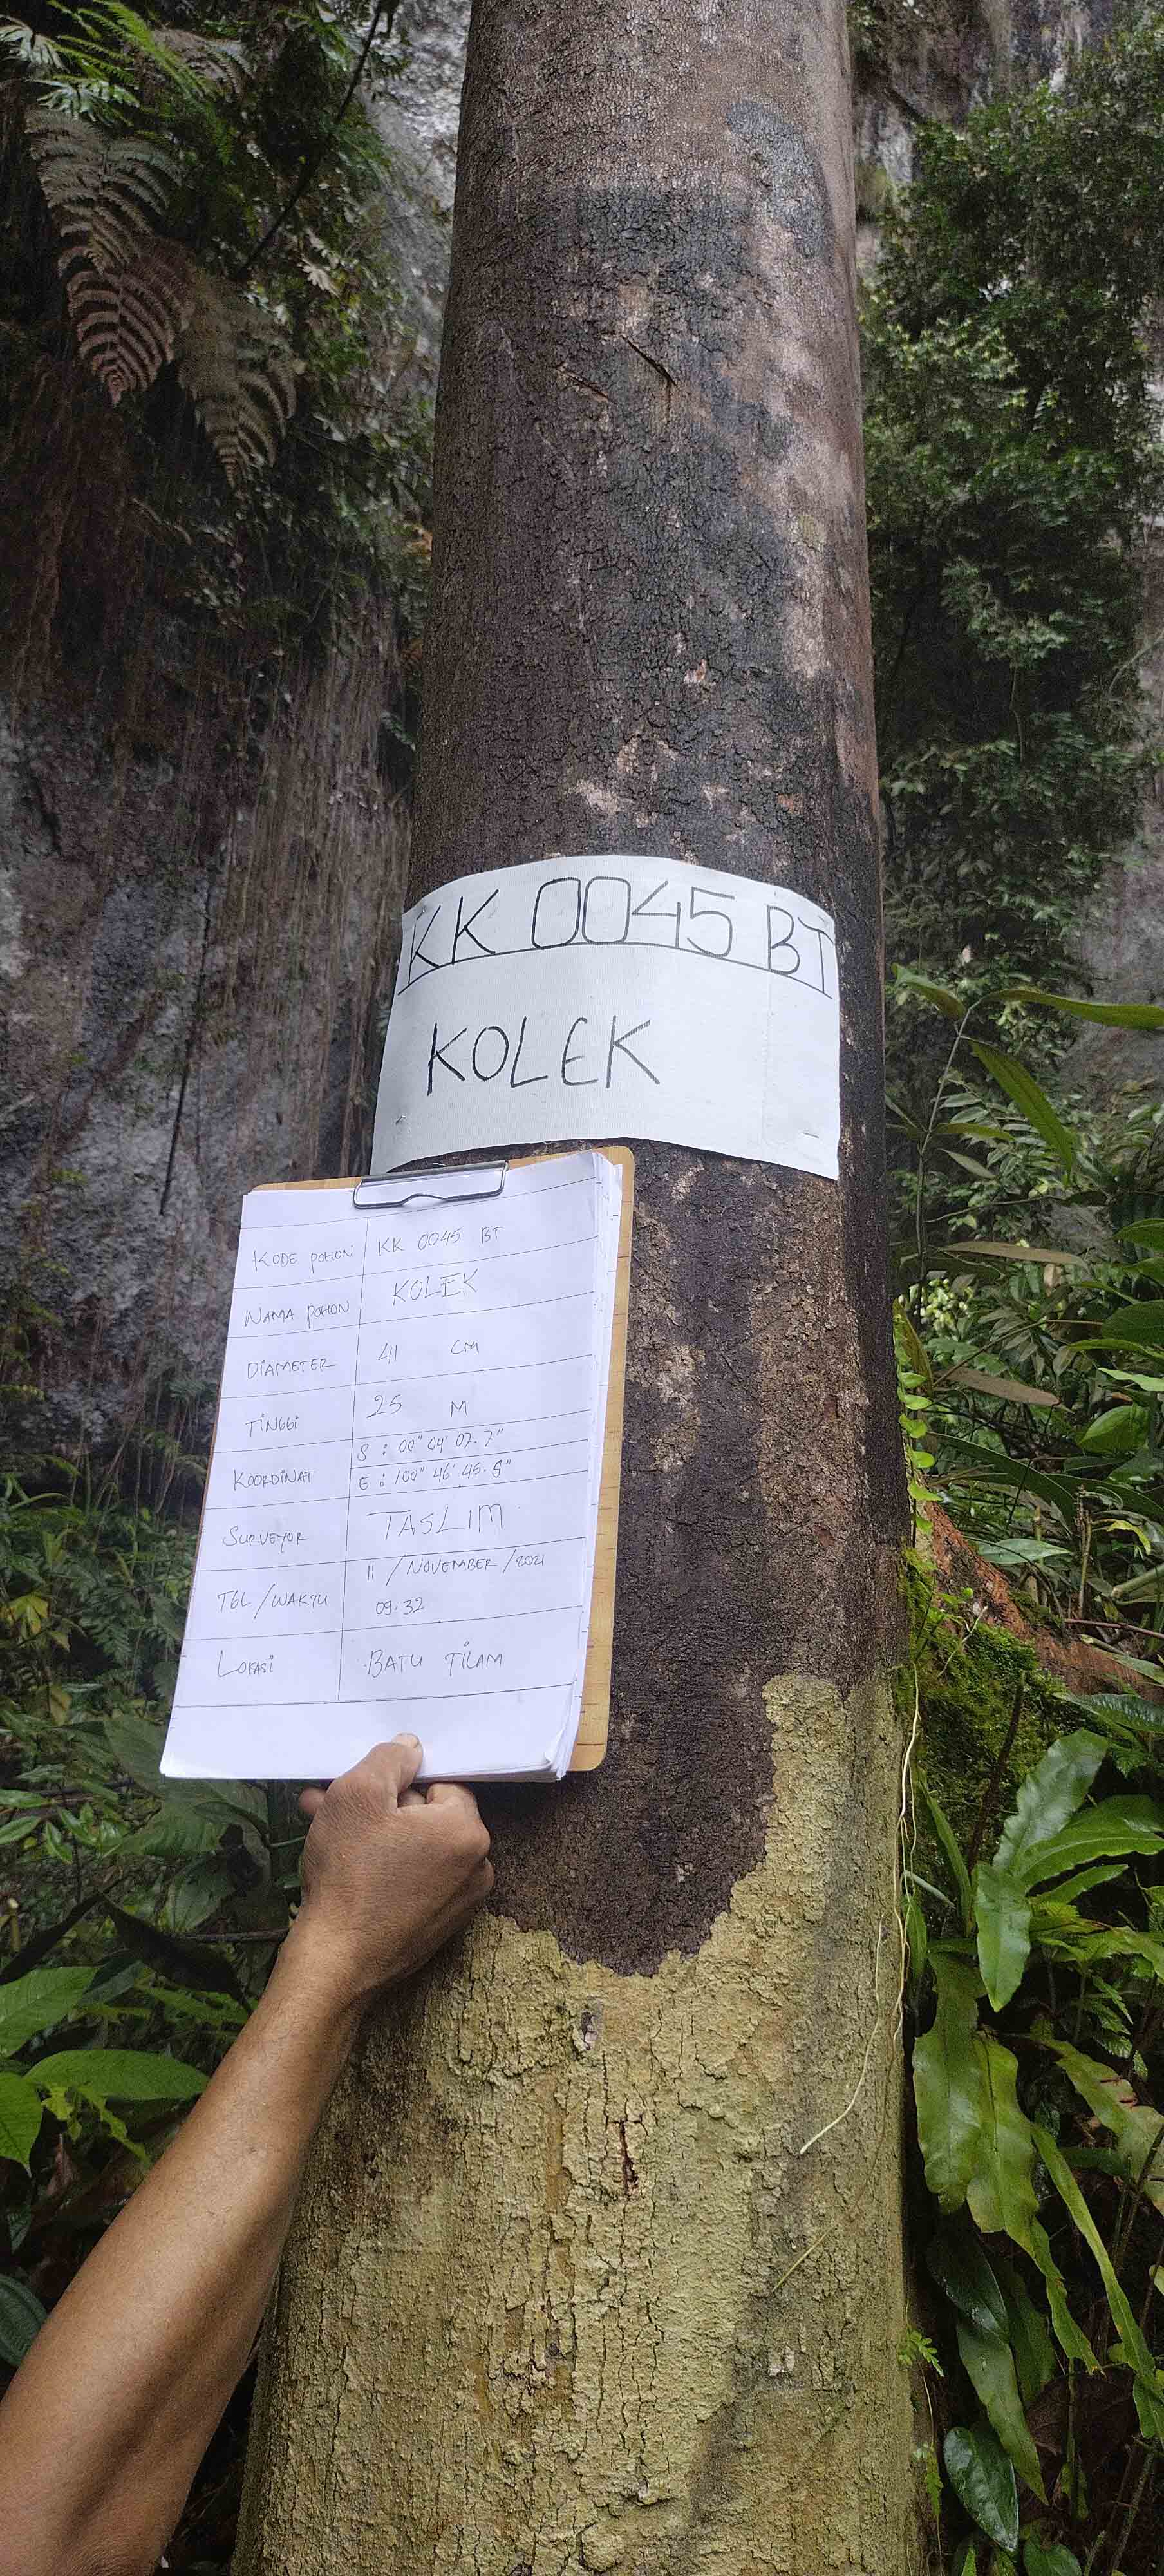 KK 0045 BT
KOLEK
KODE POHON KK 0045 BT
NAMA POHON KOLEK
DIAMETER 41 CM
TINGGI 25 M
KOORDINAT S : 00" 04' 07.7"
E : 100" 46' 45.9"
SURVEYOR TASLIM
TGL/WAKTU 11 / NOVEMBER / 2021
09.32
LOKASI BATU TILAM